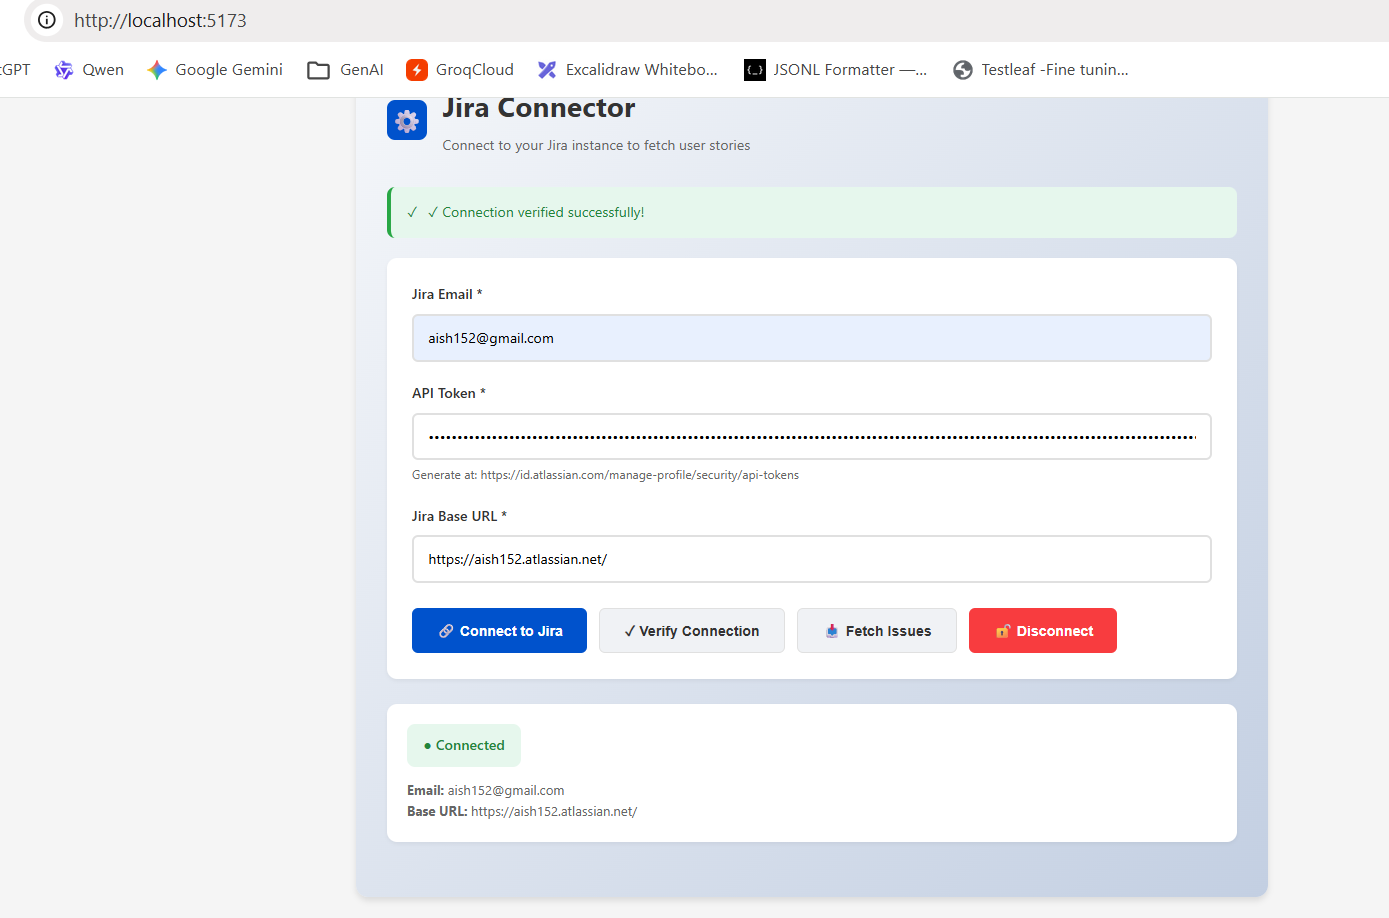 http://localhost:5173
GPT Qwen Google Gemini GenAI GroqCloud Excalidraw Whitebo... JSONL Formatter —... Testleaf -Fine tunin...
Jira Connector
Connect to your Jira instance to fetch user stories
✓ ✓ Connection verified successfully!
Jira Email *
aish152@gmail.com
API Token *
Generate at: https://id.atlassian.com/manage-profile/security/api-tokens
Jira Base URL *
https://aish152.atlassian.net/
Connect to Jira ✓ Verify Connection Fetch Issues Disconnect
● Connected
Email: aish152@gmail.com
Base URL: https://aish152.atlassian.net/